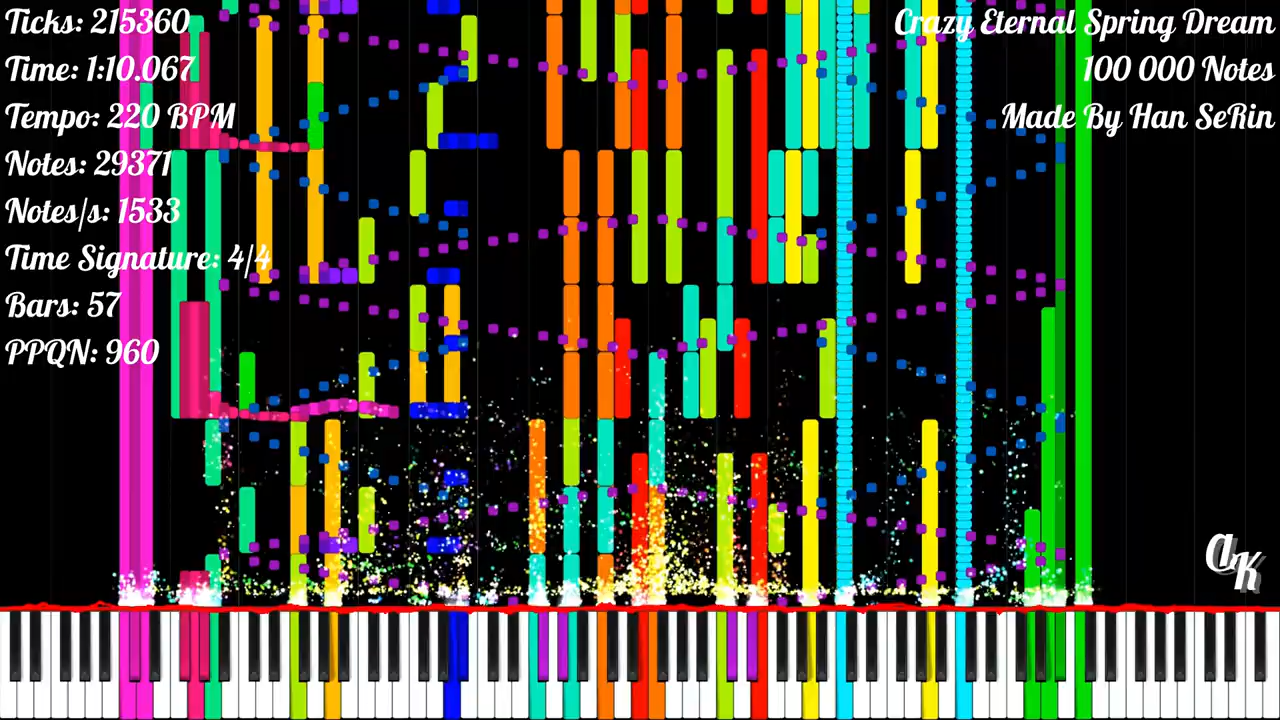 Ticks: 215360
Time: 1:10.067
Tempo: 220 BPM
Notes: 29371
Notes/s: 1533
Time Signature: 4/4
Bars: 57
PPQN: 960
Crazy Eternal Spring Dream
100 000 Notes
Made By Han SeRin
AK